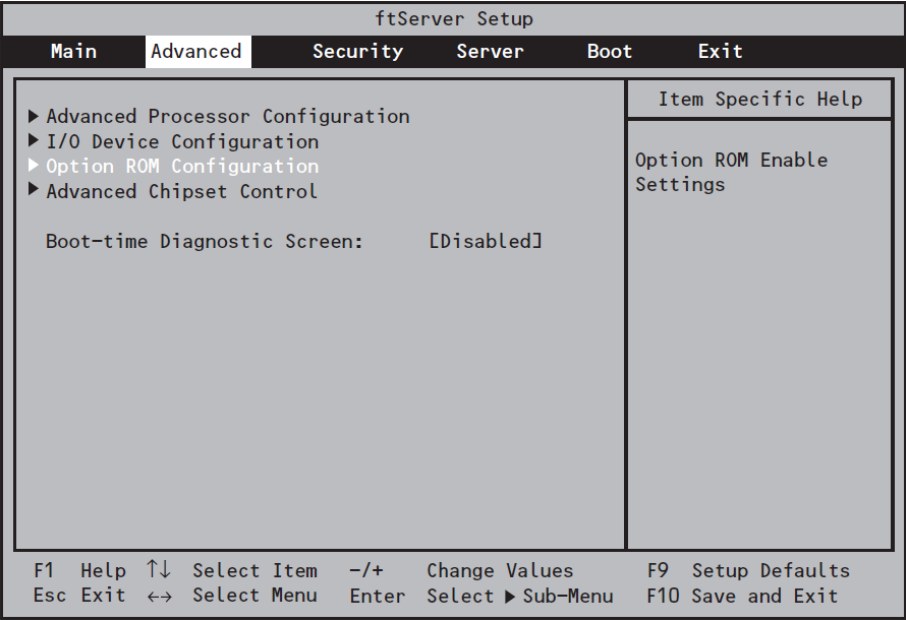 ftServer Setup
Main Advanced Security Server Boot Exit
▶ Advanced Processor Configuration
▶ I/O Device Configuration
▶ Option ROM Configuration
▶ Advanced Chipset Control
Boot-time Diagnostic Screen: [Disabled]
Item Specific Help
Option ROM Enable
Settings
F1 Help ↑↓ Select Item -/+ Change Values F9 Setup Defaults
Esc Exit ←→ Select Menu Enter Select ▶ Sub-Menu F10 Save and Exit